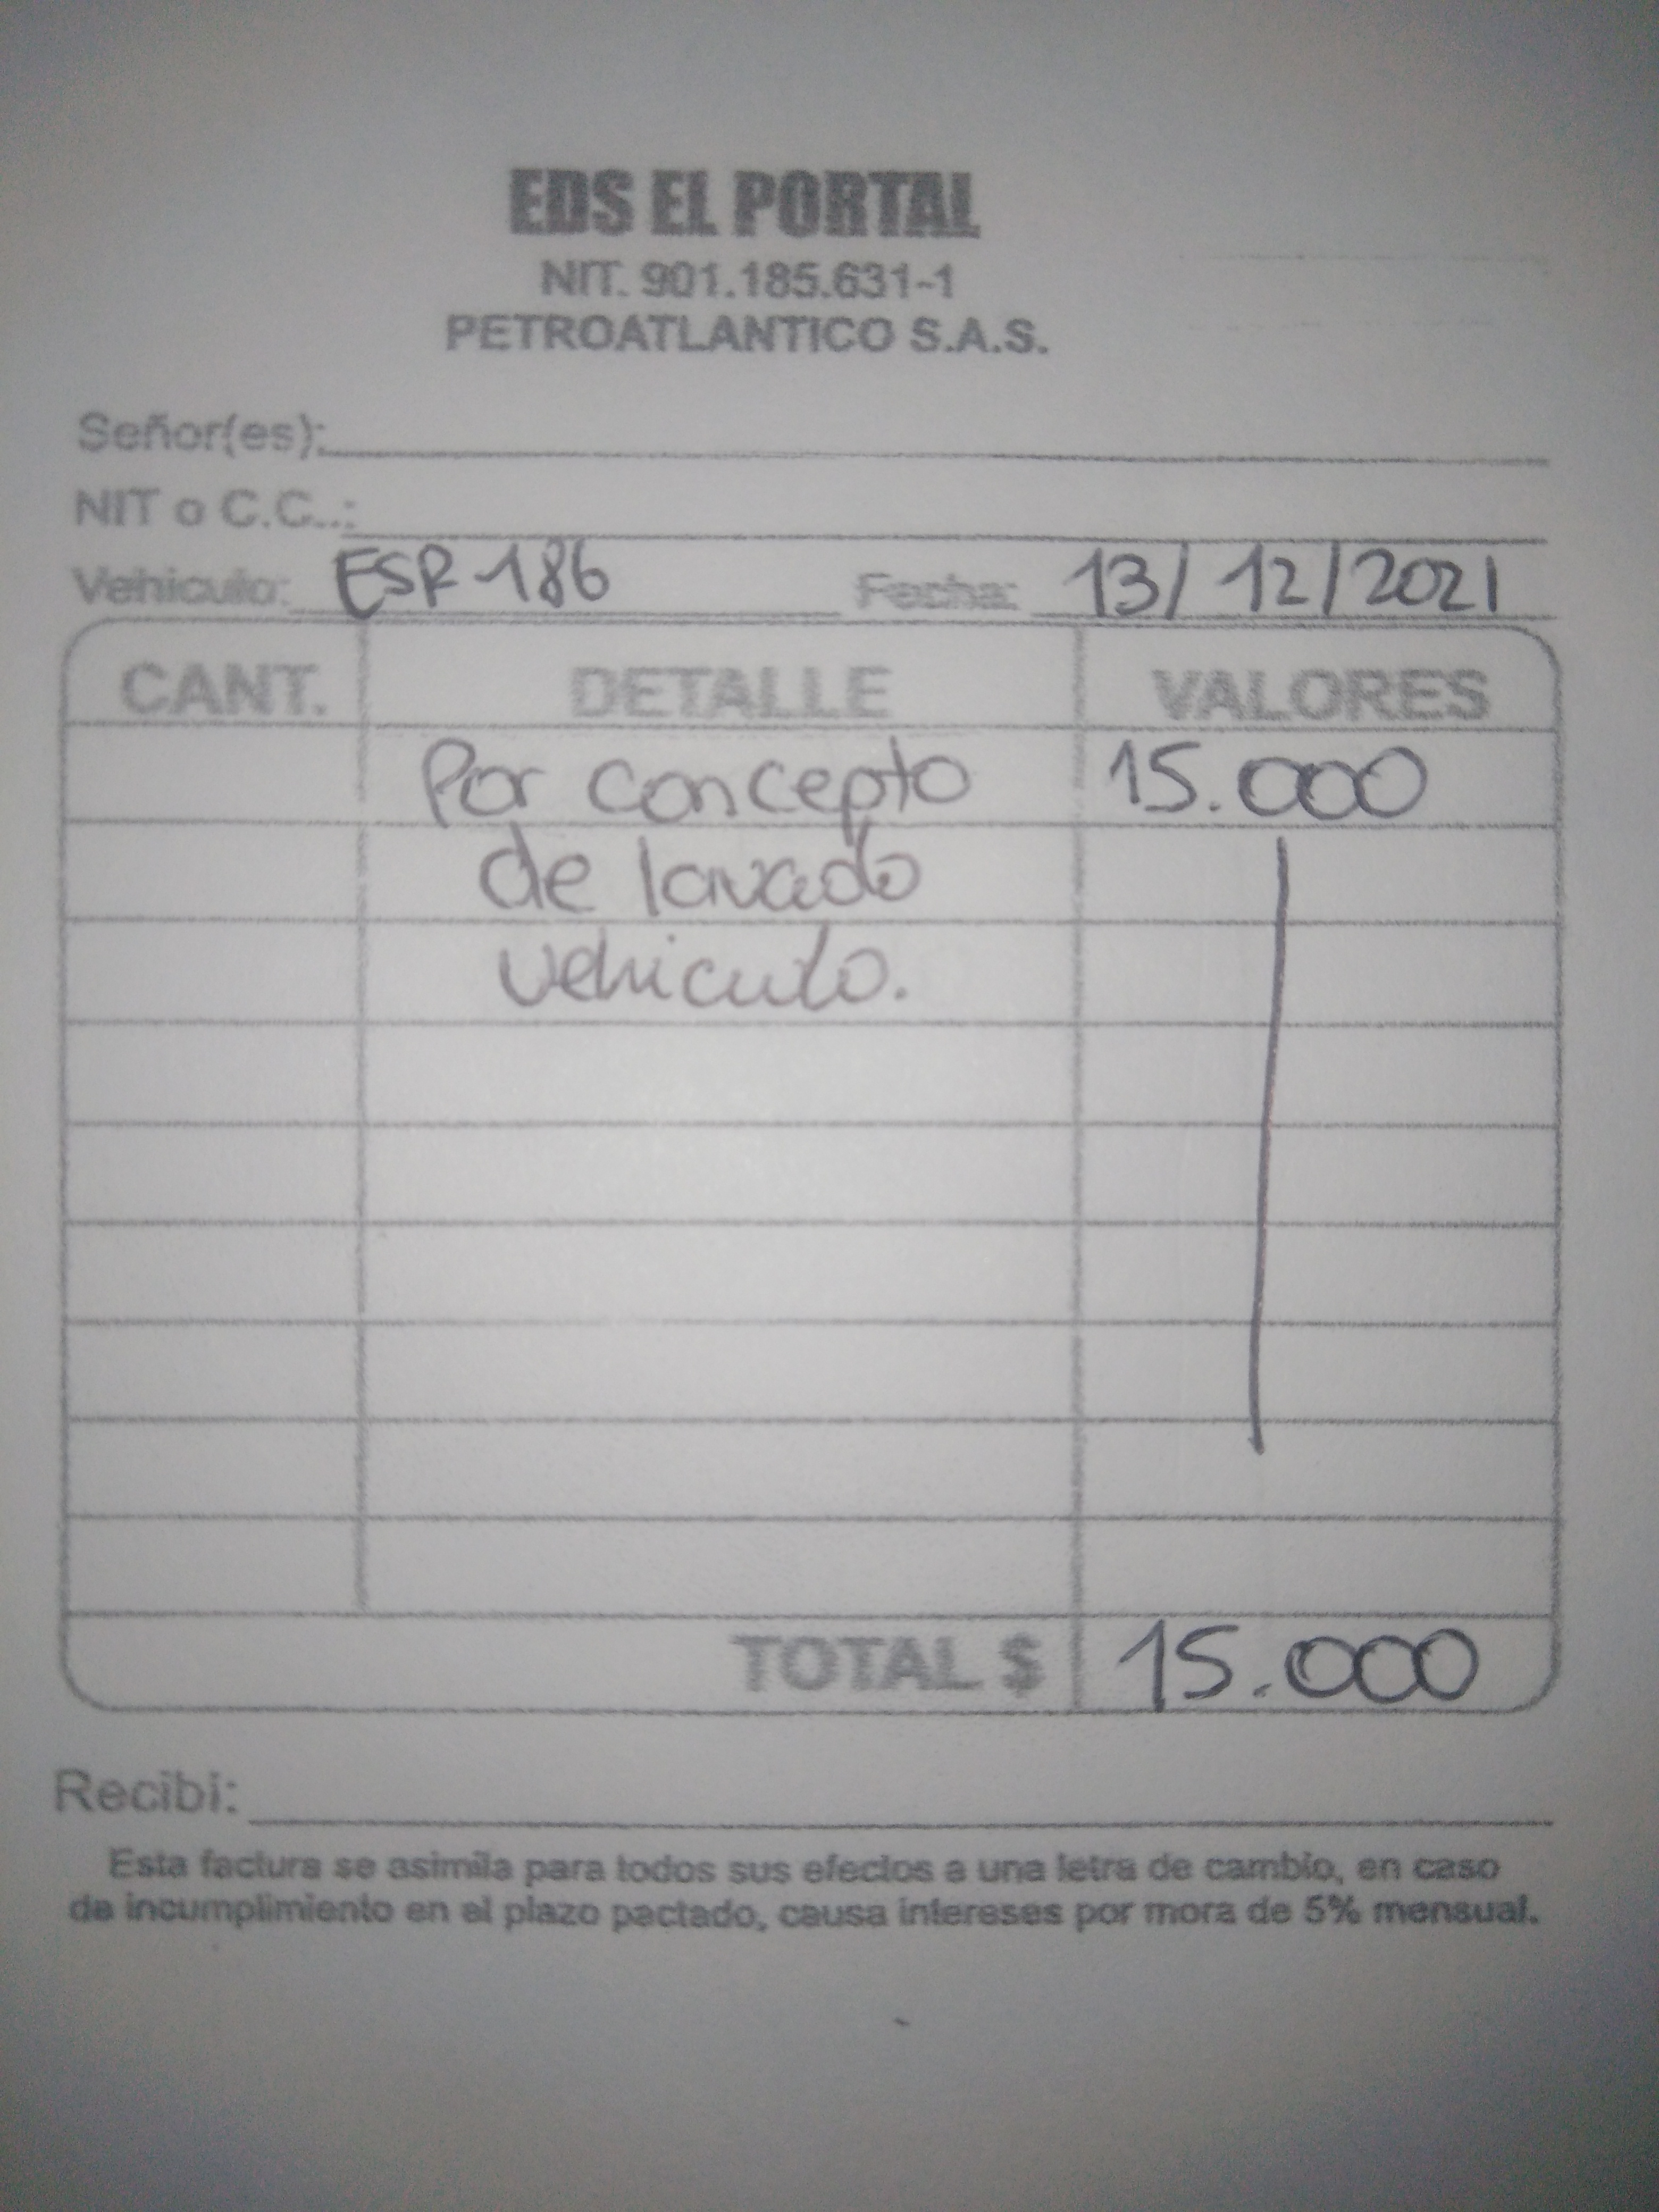 EDS EL PORTAL
NIT. 901.185.631-1
PETROATLANTICO S.A.S.
Señor(es):
NIT o C.C..:
Vehiculo: ESR-186 Fecha: 13/12/2021
CANT. DETALLE VALORES
Por concepto 15.000
de lavado
vehiculo.
TOTAL $ 15.000
Recibi:
Esta factura se asimila para todos sus efectos a una letra de cambio, en caso
de incumplimiento en el plazo pactado, causa intereses por mora de 5% mensual.